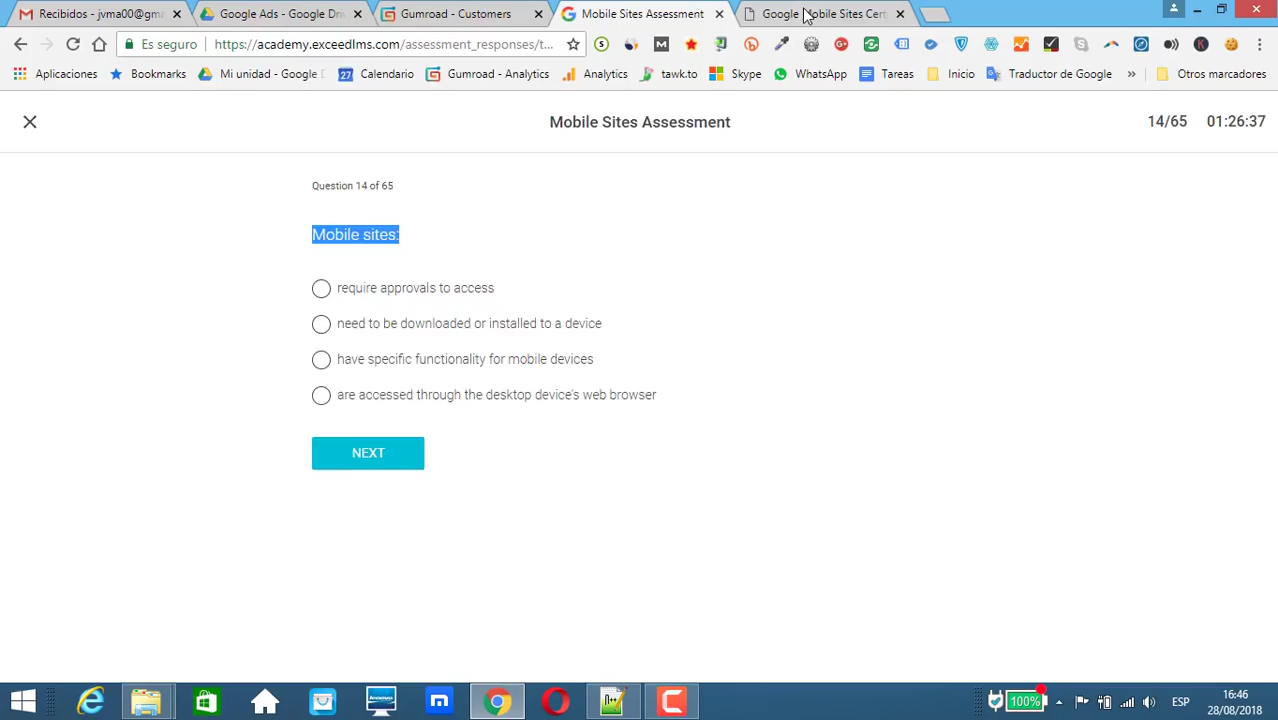 Recibidos - jvma00@gma
Google Ads - Google Dri
Gumroad - Customers
Mobile Sites Assessment
Google Mobile Sites Cert
Es seguro
https://academy.exceedlms.com/assessment_responses/t...
Aplicaciones
Bookmarks
Mi unidad - Google D
27
Calendario
Gumroad - Analytics
Analytics
tawk.to
Skype
WhatsApp
Tareas
Inicio
Traductor de Google
»
Otros marcadores
Mobile Sites Assessment
14/65
01:26:37
Question 14 of 65
Mobile sites:
require approvals to access
need to be downloaded or installed to a device
have specific functionality for mobile devices
are accessed through the desktop device's web browser
NEXT
100%
ESP
16:46
28/08/2018